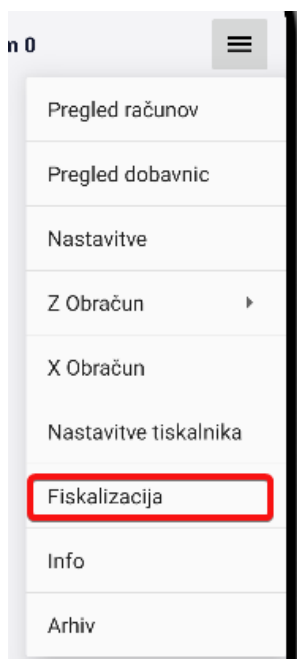 m 0
Pregled računov
Pregled dobavnic
Nastavitve
Z Obračun
X Obračun
Nastavitve tiskalnika
Fiskalizacija
Info
Arhiv